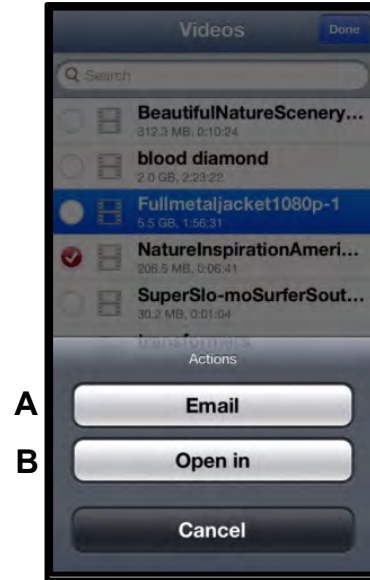 Videos
Done
Search
BeautifulNatureScenery...
312.3 MB, 0:10:24
blood diamond
2.0 GB, 2:23:22
Fullmetaljacket1080p-1
5.5 GB, 1:56:31
NatureInspirationAmeri...
206.5 MB, 0:06:41
SuperSlo-moSurferSout...
30.2 MB, 0:01:04
transformers
Actions
A
Email
B
Open in
Cancel